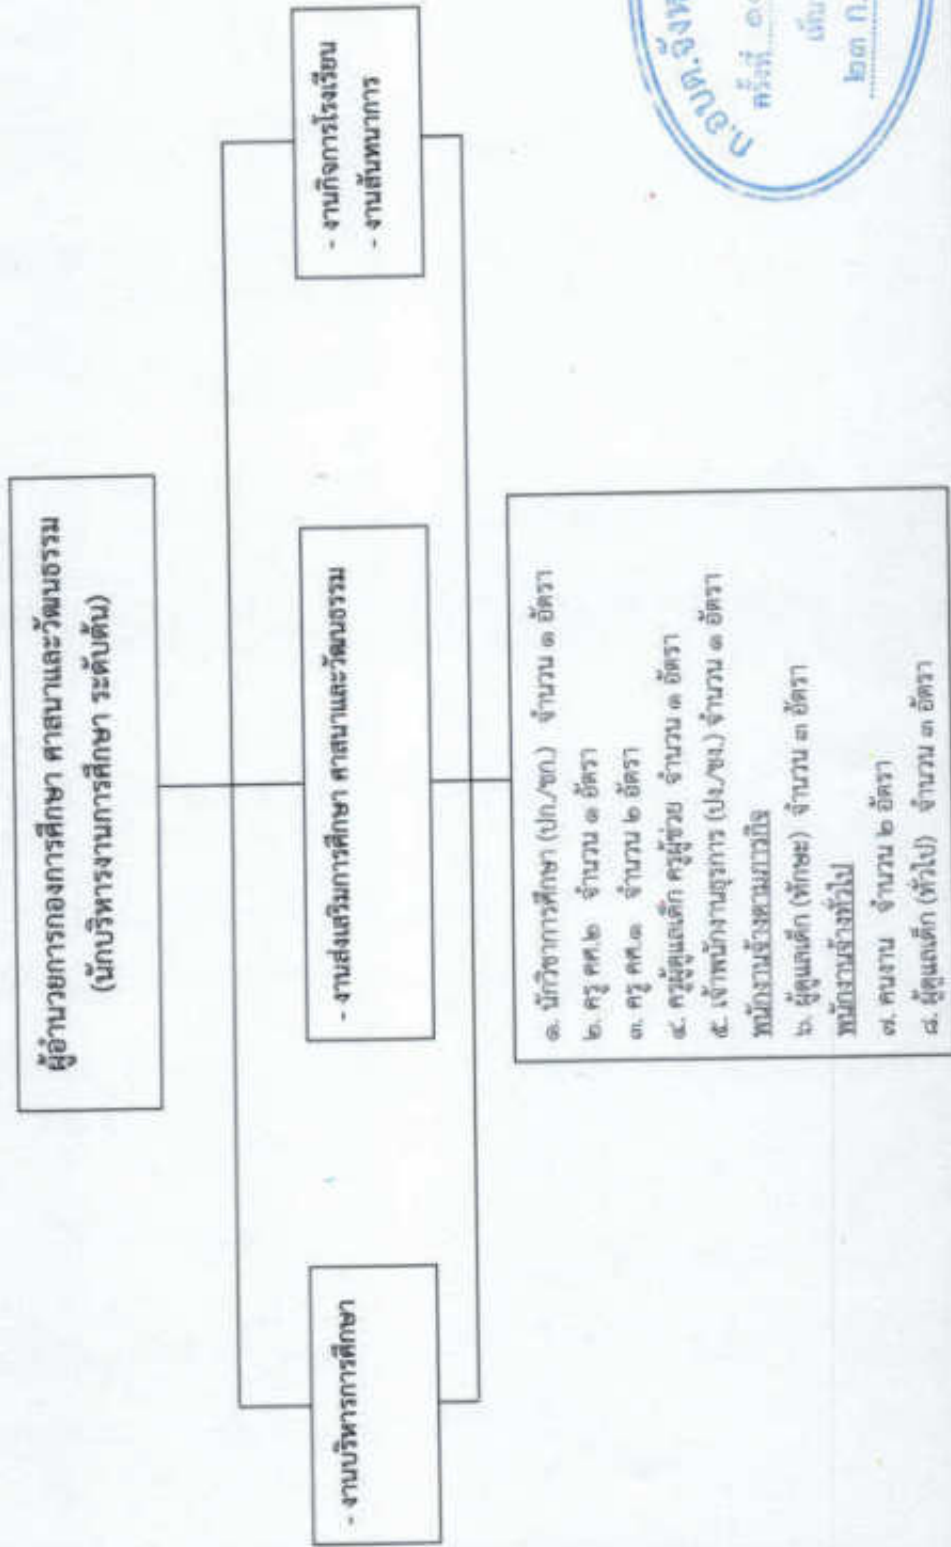 ผู้อำนวยการกองการศึกษา ศาสนาและวัฒนธรรม
(นักบริหารงานการศึกษา ระดับต้น)
- งานบริหารการศึกษา
- งานส่งเสริมการศึกษา ศาสนาและวัฒนธรรม
- งานกิจการโรงเรียน
- งานสันทนาการ
๑. นักวิชาการศึกษา (ปก./ชก.) จำนวน ๑ อัตรา
๒. ครู คศ.๒ จำนวน ๑ อัตรา
๓. ครู คศ.๑ จำนวน ๒ อัตรา
๔. ครูผู้ดูแลเด็ก ครูผู้ช่วย จำนวน ๑ อัตรา
๕. เจ้าพนักงานธุรการ (ปง./ชง.) จำนวน ๑ อัตรา
พนักงานจ้างตามภารกิจ
๖. ผู้ดูแลเด็ก (ทักษะ) จำนวน ๓ อัตรา
พนักงานจ้างทั่วไป
๗. คนงาน จำนวน ๒ อัตรา
๘. ผู้ดูแลเด็ก (ทั่วไป) จำนวน ๓ อัตรา
ก.อบต.จังห
ครั้งที่
๒๓ ก.